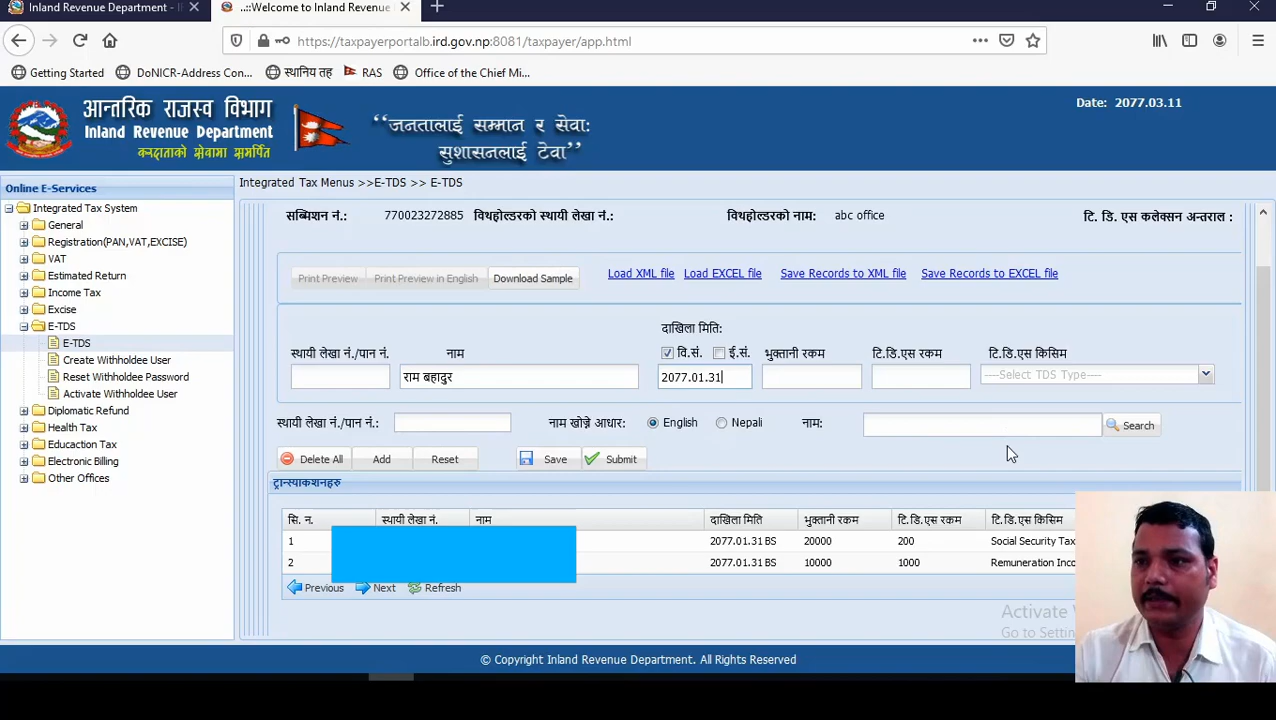 Inland Revenue Department - I
..::Welcome to Inland Revenue
https://taxpayerportalb.ird.gov.np:8081/taxpayer/app.html
Getting Started
DoNICR-Address Con...
स्थानिय तह
RAS
Office of the Chief Mi...
आन्तरिक राजस्व विभाग
Inland Revenue Department
करदाताको सेवामा समर्पित
“जनतालाई सम्मान र सेवा:
सुशासनलाई टेवा”
Date: 2077.03.11
Online E-Services
Integrated Tax System
General
Registration(PAN,VAT,EXCISE)
VAT
Estimated Return
Income Tax
Excise
E-TDS
E-TDS
Create Withholdee User
Reset Withholdee Password
Activate Withholdee User
Diplomatic Refund
Health Tax
Educaction Tax
Electronic Billing
Other Offices
Integrated Tax Menus >>E-TDS >> E-TDS
सब्मिशन नं.: 770023272885 विथहोल्डरको स्थायी लेखा नं.: विथहोल्डरको नाम: abc office टि. डि. एस कलेक्सन अन्तराल :
Print Preview Print Preview in English Download Sample Load XML file Load EXCEL file Save Records to XML file Save Records to EXCEL file
दाखिला मिति:
स्थायी लेखा नं./पान नं. नाम वि.सं. ई.सं. भुक्तानी रकम टि.डि.एस रकम टि.डि.एस किसिम
राम बहादुर 2077.01.31 ----Select TDS Type----
स्थायी लेखा नं./पान नं.: नाम खोज्ने आधार: English Nepali नाम: Search
Delete All Add Reset Save Submit
ट्रान्स्याकशनहरु
सि. न. स्थायी लेखा नं. नाम दाखिला मिति भुक्तानी रकम टि.डि.एस रकम टि.डि.एस किसिम
1 2077.01.31 BS 20000 200 Social Security Tax
2 2077.01.31 BS 10000 1000 Remuneration Inco
Previous Next Refresh
Activate
Go to Settin
© Copyright Inland Revenue Department. All Rights Reserved